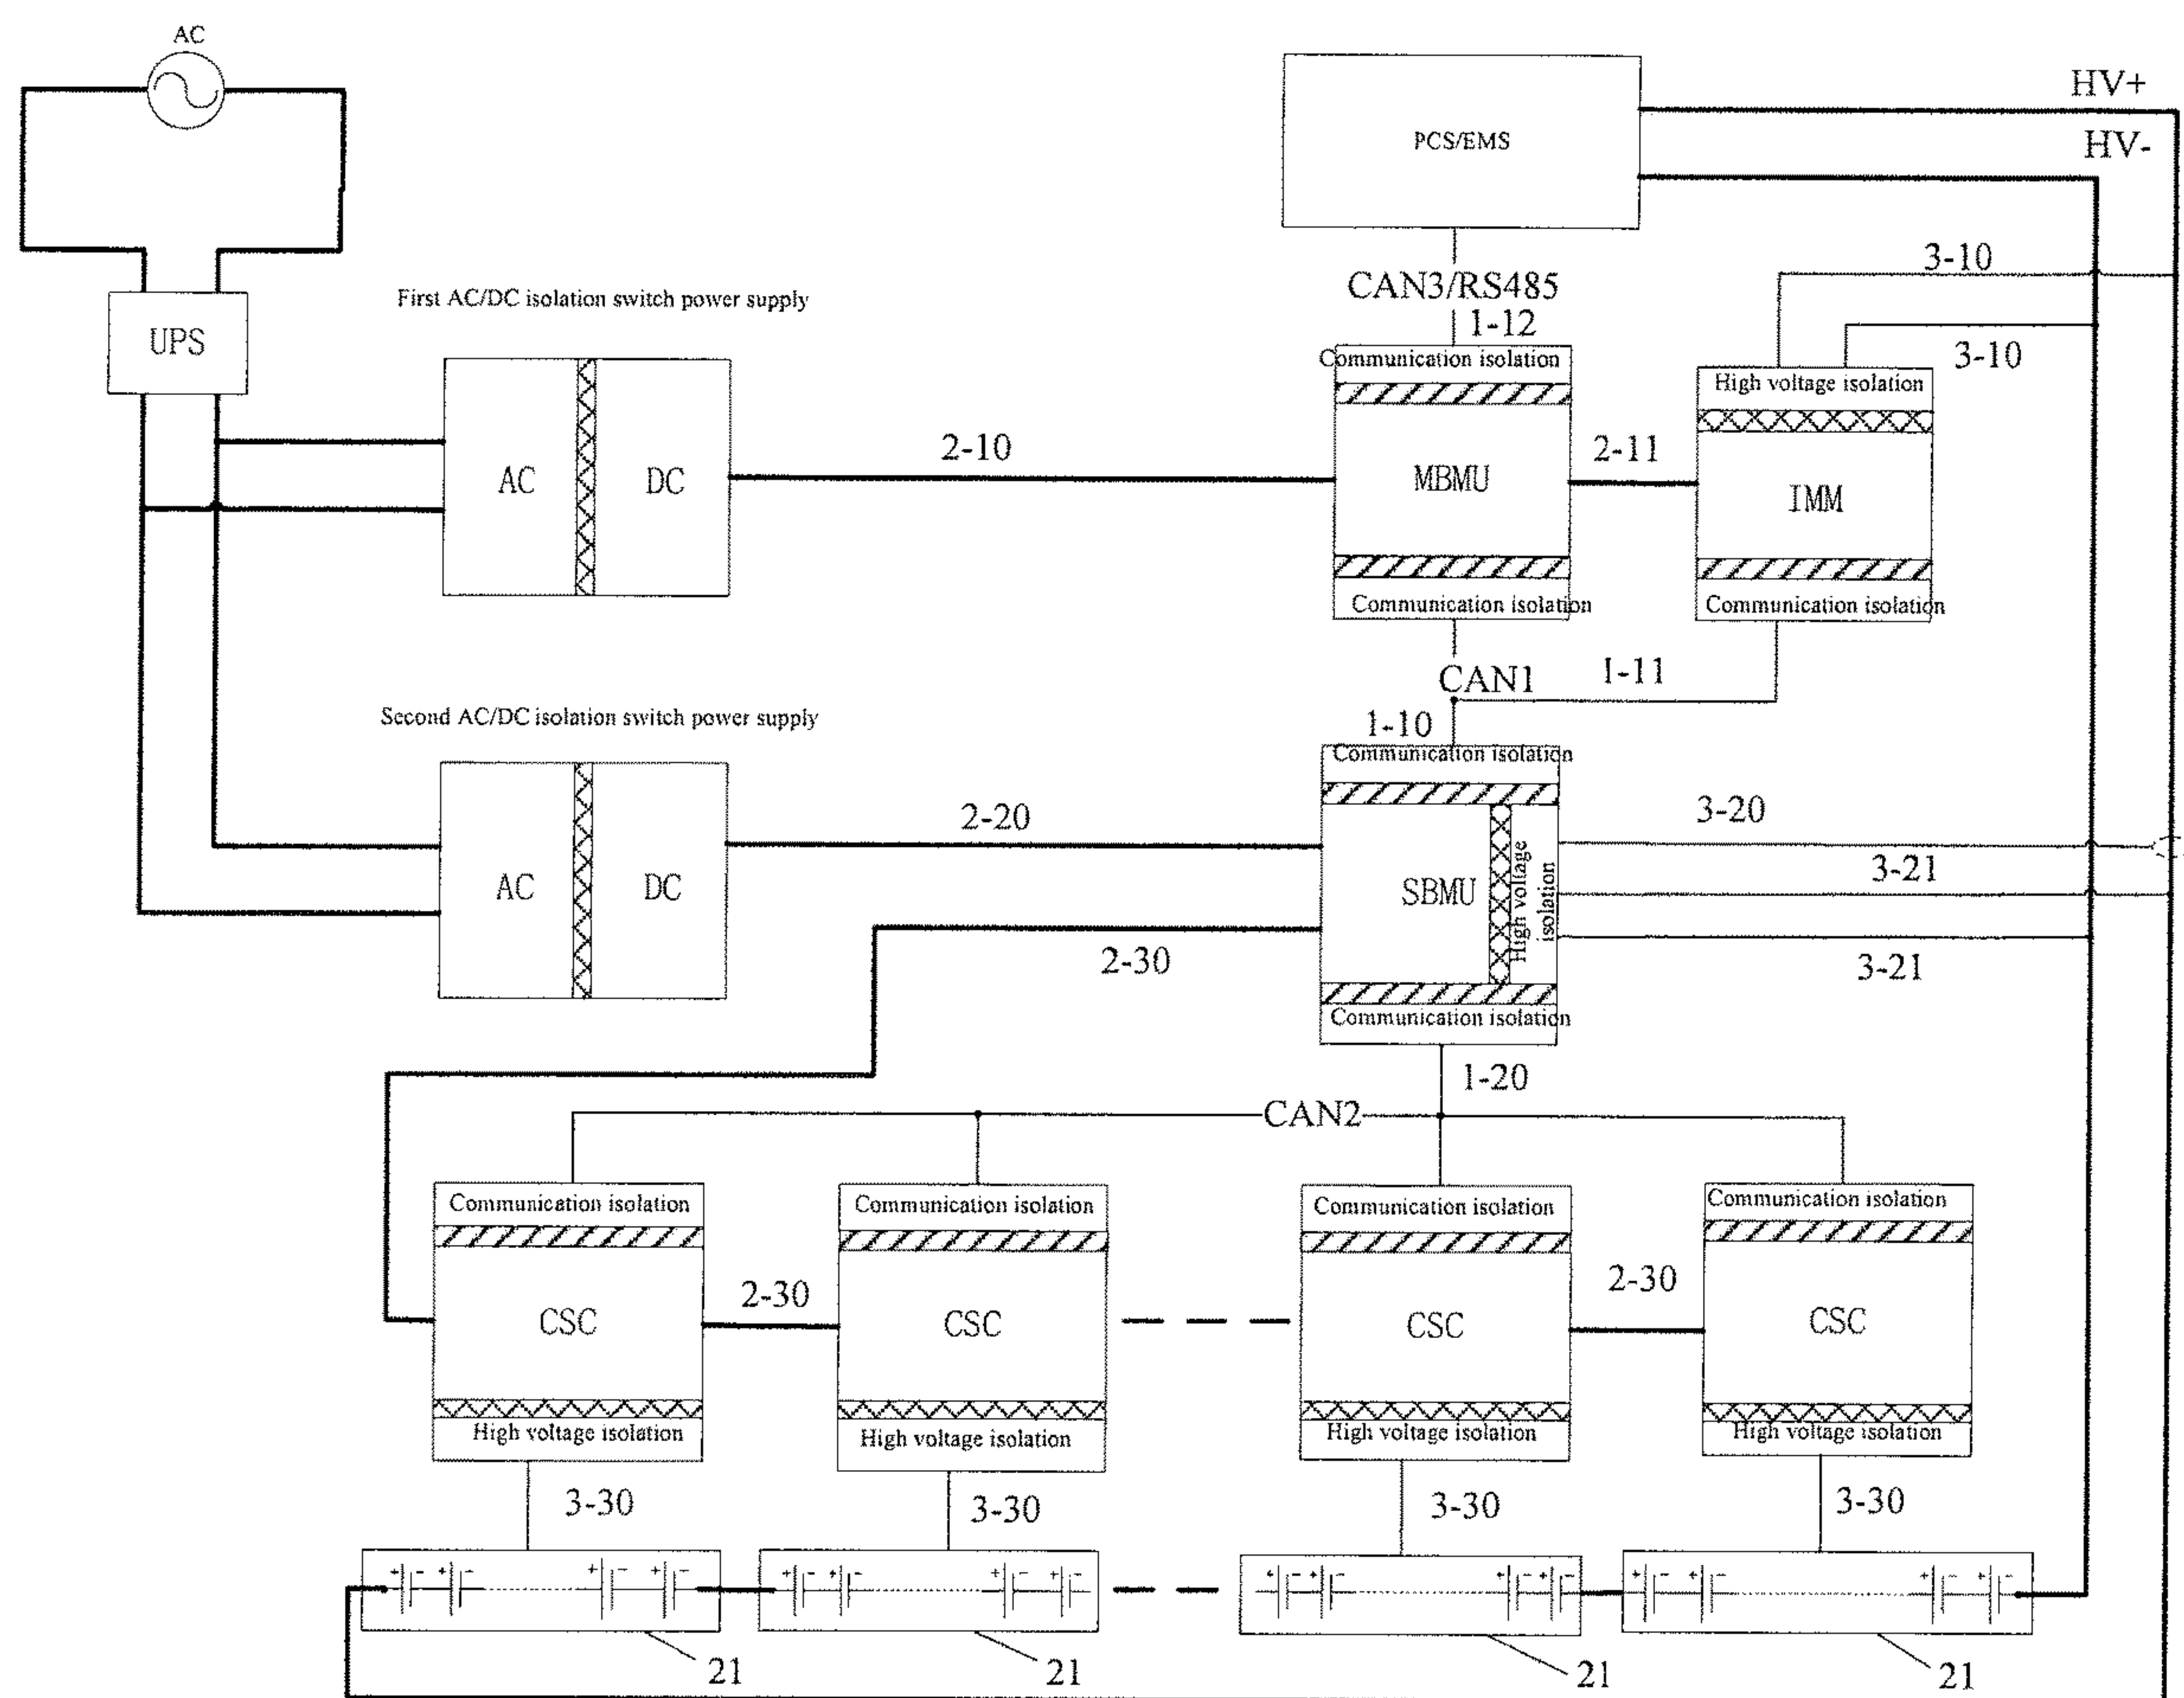 AC
HV+
PCS/EMS
HV-
3-10
CAN3/RS485
First AC/DC isolation switch power supply
1-12
UPS
Communication isolation
3-10
High voltage isolation
2-10
2-11
AC
DC
MBMU
IMM
Communication isolation
Communication isolation
CAN1
1-11
Second AC/DC isolation switch power supply
1-10
Communication isolation
2-20
3-20
3-21
AC
DC
SBMU
High voltage
isolation
2-30
3-21
Communication isolation
1-20
CAN2
Communication isolation
Communication isolation
Communication isolation
Communication isolation
2-30
2-30
CSC
CSC
CSC
CSC
High voltage isolation
High voltage isolation
High voltage isolation
High voltage isolation
3-30
3-30
3-30
3-30
+ - + - + - + -
+ - + - + - + -
+ - + - + - + -
+ - + - + - + -
21
21
21
21